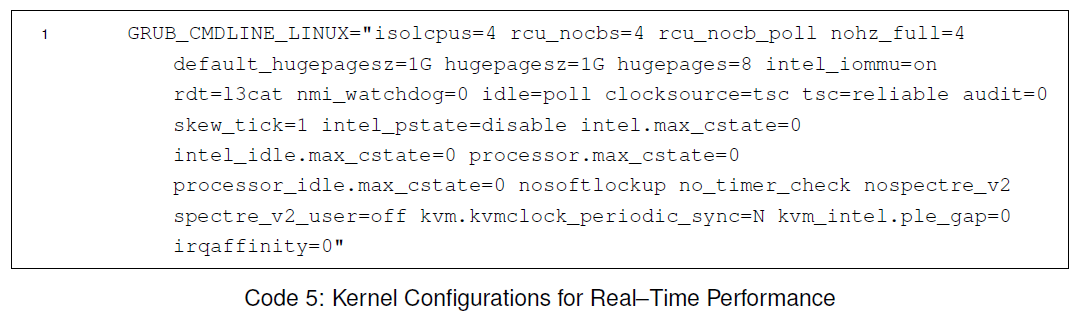 1 GRUB_CMDLINE_LINUX="isolcpus=4 rcu_nocbs=4 rcu_nocb_poll nohz_full=4
default_hugepagesz=1G hugepagesz=1G hugepages=8 intel_iommu=on
rdt=l3cat nmi_watchdog=0 idle=poll clocksource=tsc tsc=reliable audit=0
skew_tick=1 intel_pstate=disable intel.max_cstate=0
intel_idle.max_cstate=0 processor.max_cstate=0
processor_idle.max_cstate=0 nosoftlockup no_timer_check nospectre_v2
spectre_v2_user=off kvm.kvmclock_periodic_sync=N kvm_intel.ple_gap=0
irqaffinity=0"
Code 5: Kernel Configurations for Real–Time Performance